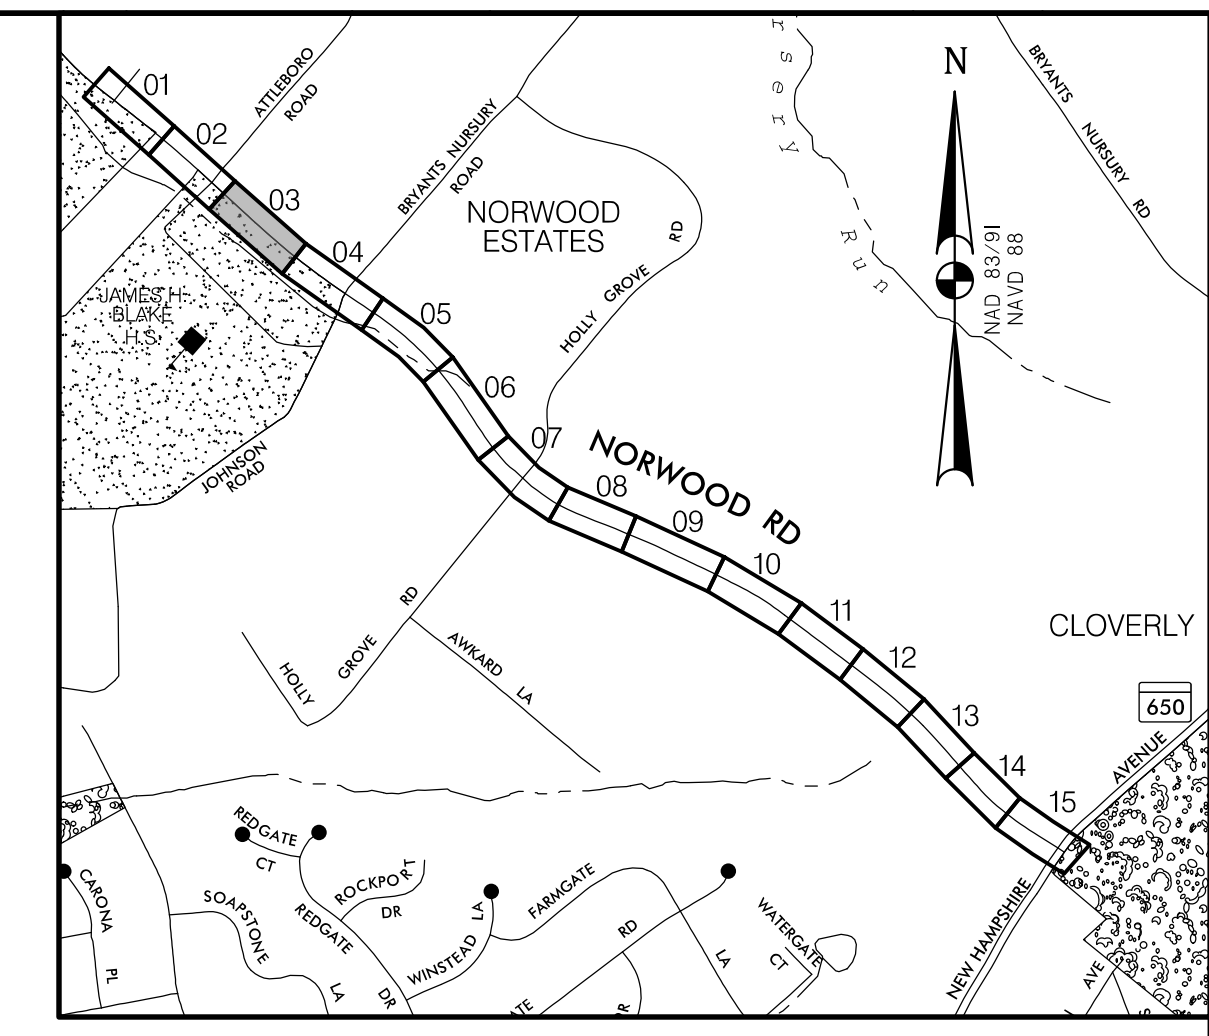 01
02
03
04
05
06
07
08
09
10
11
12
13
14
15
ATTLEBORO
ROAD
BRYANTS NURSURY
ROAD
NORWOOD
ESTATES
HOLLY GROVE RD
rsery
Run
N
NAD 83/91
NAVD 88
BRYANTS NURSURY RD
JAMES H.
BLAKE
H.S.
JOHNSON
ROAD
NORWOOD RD
HOLLY GROVE RD
AWKARD LA
CLOVERLY
650
NEW HAMPSHIRE AVENUE
REDGATE
CT
ROCKPORT
DR
CARONA PL
SOAPSTONE LA
REDGATE DR
WINSTEAD LA
FARMGATE LA
RD
WATERGATE
CT
AVE